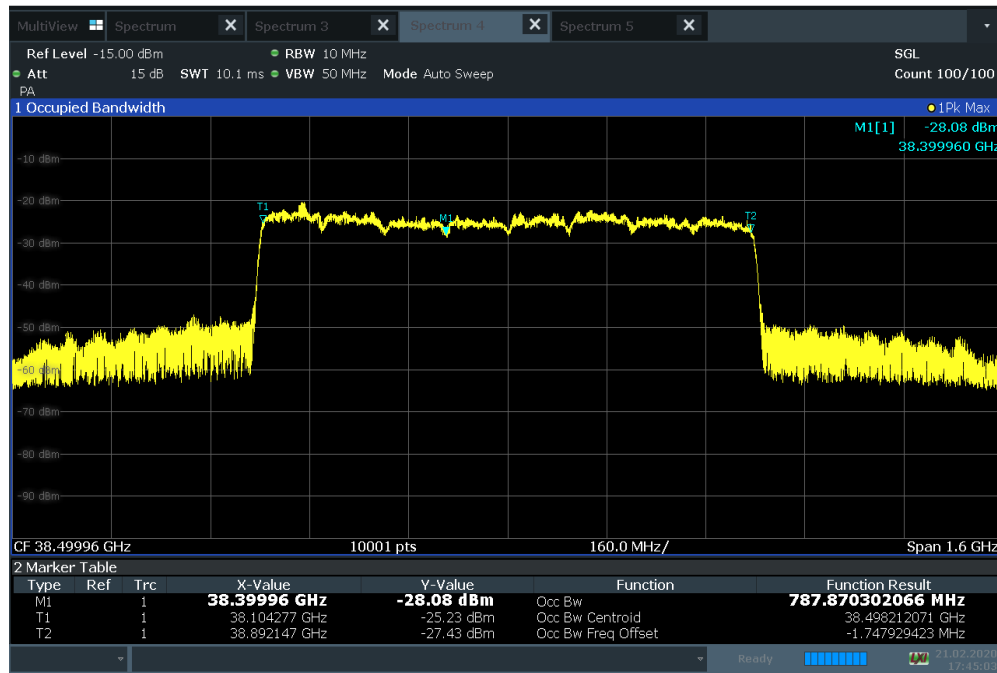 MultiView Spectrum X Spectrum 3 X Spectrum 4 X Spectrum 5 X
Ref Level -15.00 dBm RBW 10 MHz SGL
Att 15 dB SWT 10.1 ms VBW 50 MHz Mode Auto Sweep Count 100/100
PA
1 Occupied Bandwidth 1Pk Max
M1[1] -28.08 dBm
38.399960 GHz
-10 dBm
-20 dBm
T1 M1 T2
-30 dBm
-40 dBm
-50 dBm
-60 dBm
-70 dBm
-80 dBm
-90 dBm
CF 38.49996 GHz 10001 pts 160.0 MHz/ Span 1.6 GHz
2 Marker Table
Type Ref Trc X-Value Y-Value Function Function Result
M1 1 38.39996 GHz -28.08 dBm Occ Bw 787.870302066 MHz
T1 1 38.104277 GHz -25.23 dBm Occ Bw Centroid 38.498212071 GHz
T2 1 38.892147 GHz -27.43 dBm Occ Bw Freq Offset -1.747929423 MHz
Ready LXI 21.02.2020
17:45:03